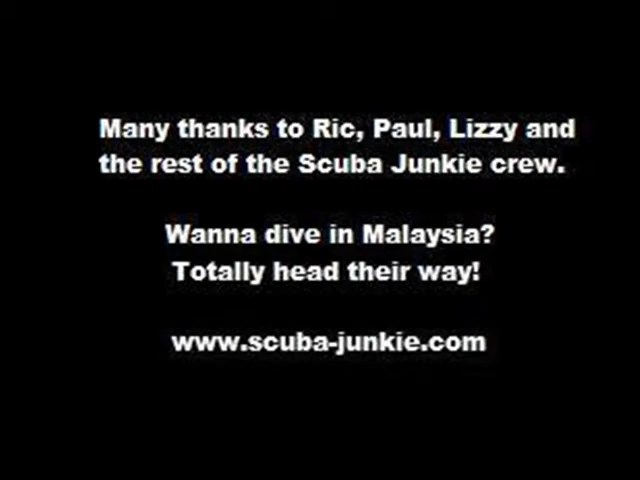 Many thanks to Ric, Paul, Lizzy and
the rest of the Scuba Junkie crew.
Wanna dive in Malaysia?
Totally head their way!
www.scuba-junkie.com